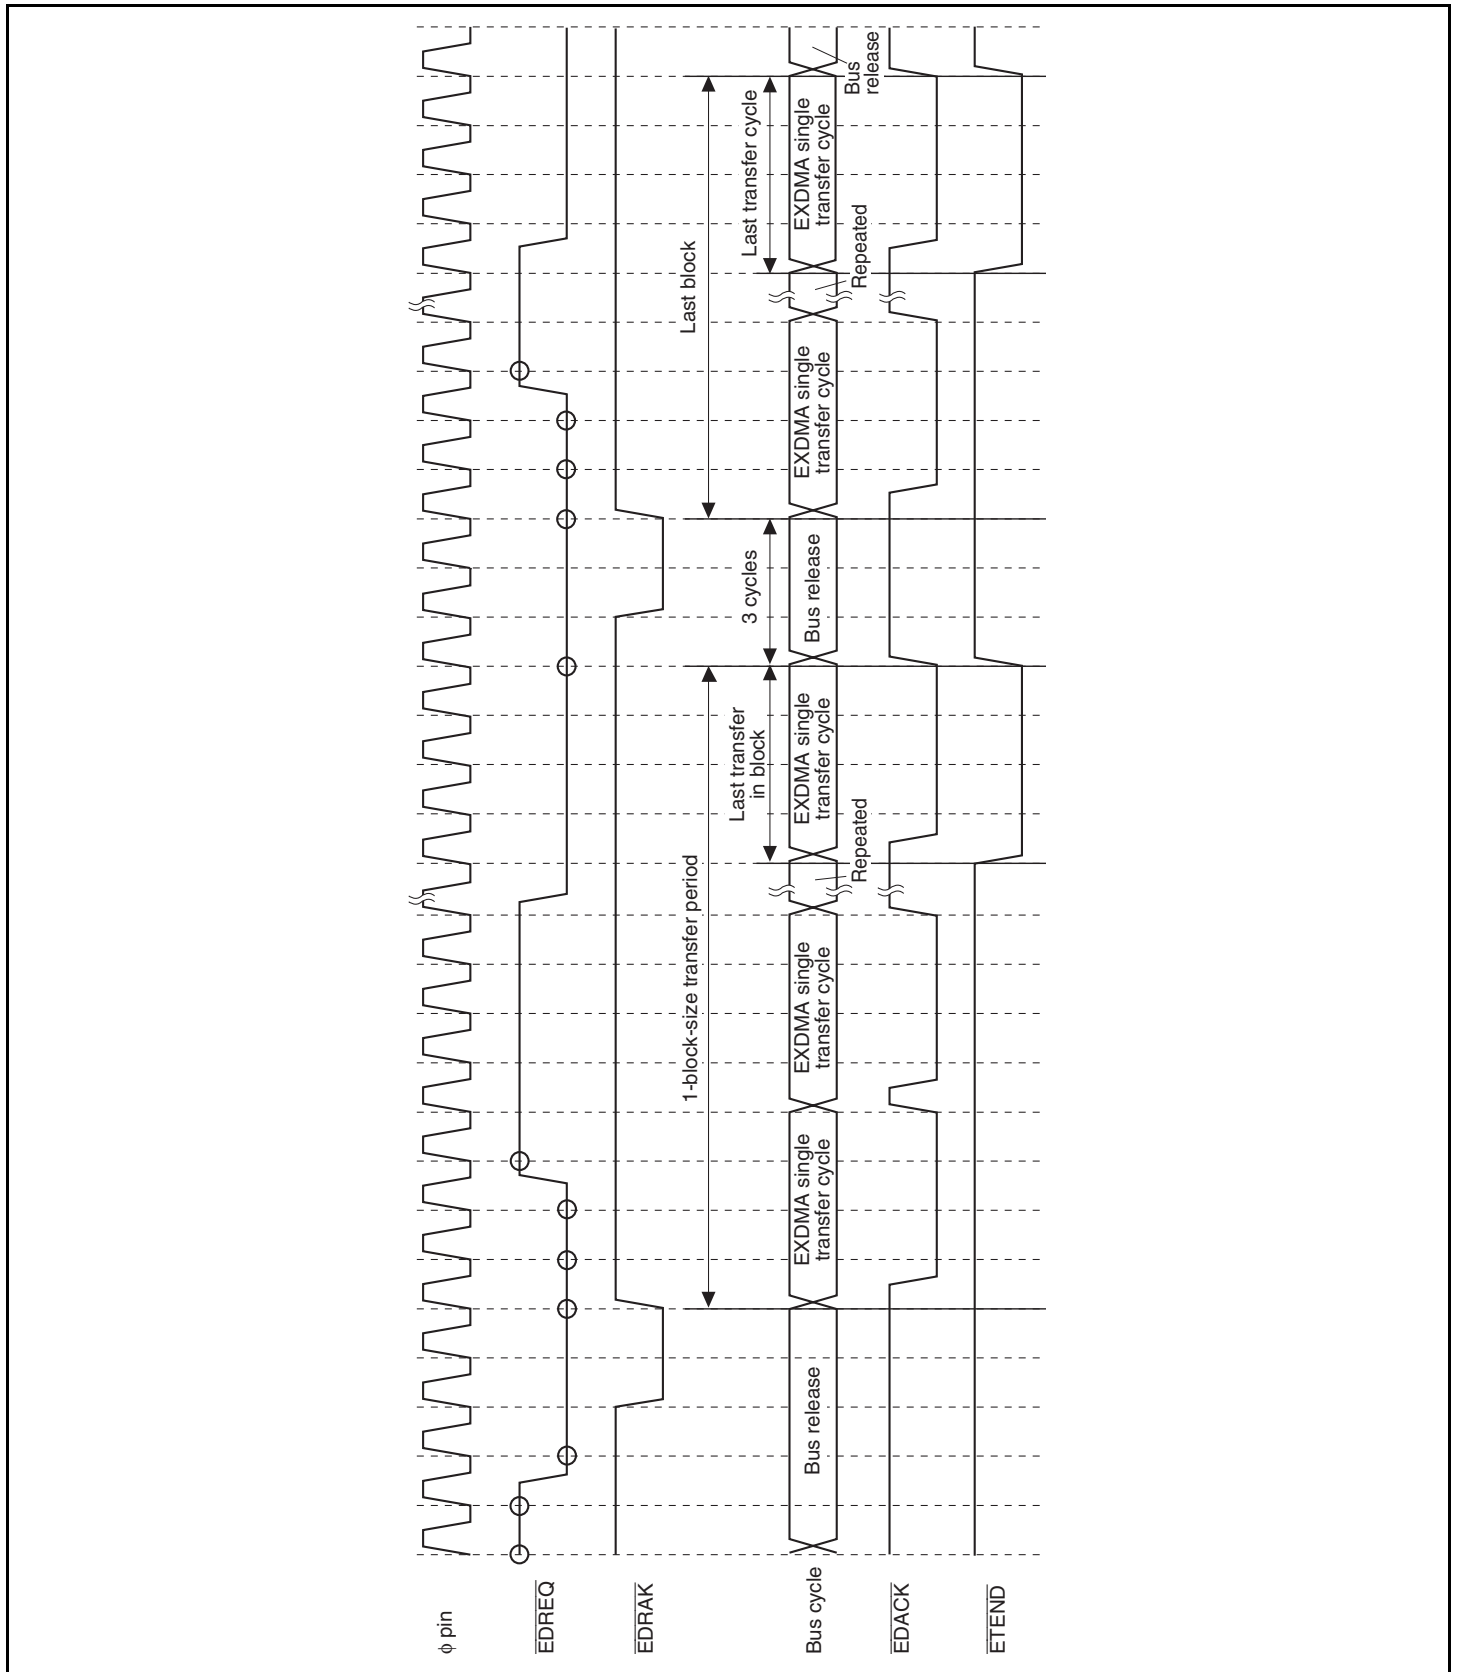 φ pin
EDREQ
EDRAK
1-block-size transfer period
Last block
Last transfer
in block
3 cycles
Last transfer cycle
Bus cycle
Bus release
EXDMA single
transfer cycle
EXDMA single
transfer cycle
Repeated
EXDMA single
transfer cycle
Bus release
EXDMA single
transfer cycle
Repeated
EXDMA single
transfer cycle
Bus
release
EDACK
ETEND